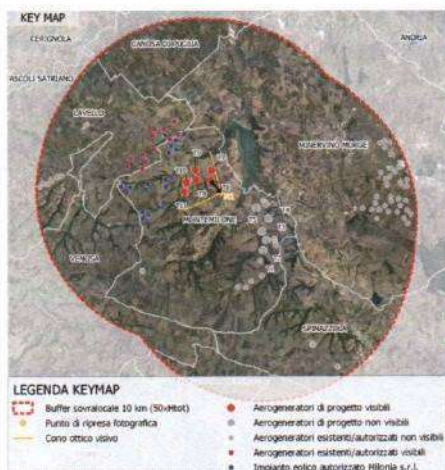 KEY MAP
CANOSA DI PUGLIA
CERIGNOLA
ANDREA
ASCOLI SATRIANO
LAVELLO
MINERVINO MURGE
MONTEMILONE
VENOSA
SPINAZZOLA
LEGENDA KEYMAP
Buffer sovralocale 10 km (50xHtot)
Punto di ripresa fotografica
Cono ottico visivo
Aerogeneratori di progetto visibili
Aerogeneratori di progetto non visibili
Aerogeneratori esistenti/autorizzati non visibili
Aerogeneratori esistenti/autorizzati visibili
Impianto eolico autorizzato Milonia s.r.l.